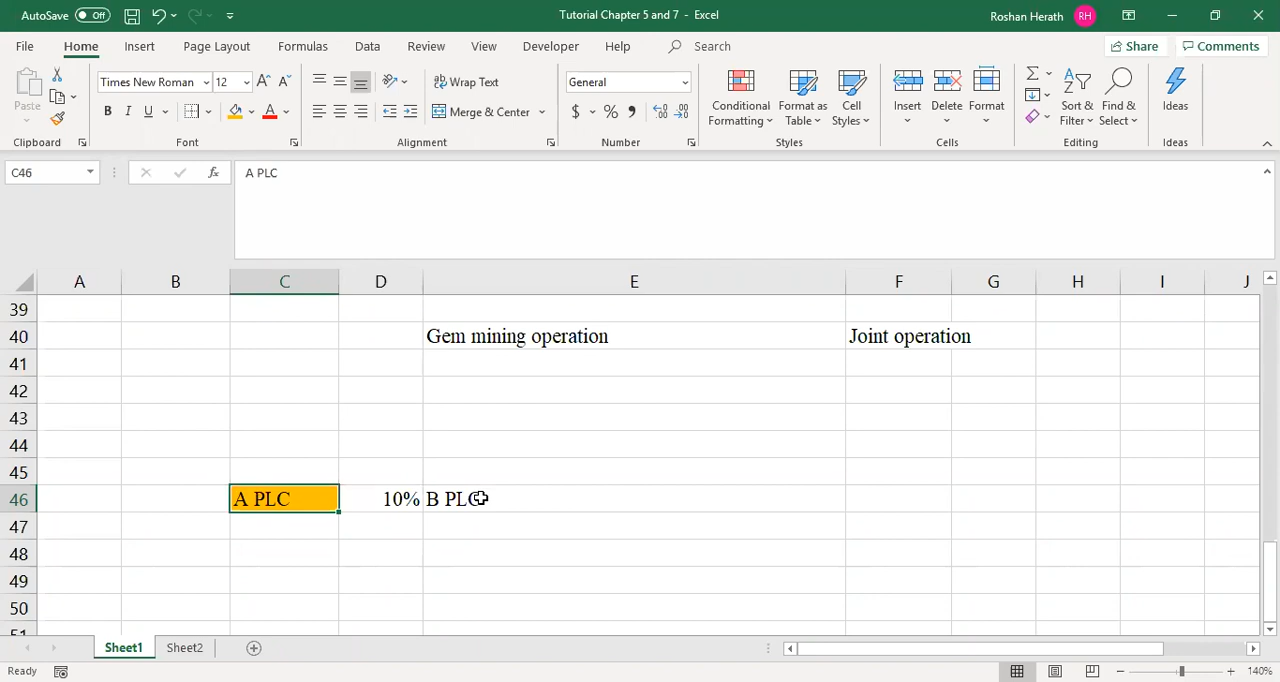 AutoSave Off Tutorial Chapter 5 and 7 - Excel Roshan Herath RH
File Home Insert Page Layout Formulas Data Review View Developer Help Search Share Comments
Paste
Times New Roman 12 A A
B I U A
Wrap Text
Merge & Center
General
$ % 9
Conditional Formatting
Format as Table
Cell Styles
Insert
Delete
Format
Sort & Filter
Find & Select
Ideas
Clipboard Font Alignment Number Styles Cells Editing Ideas
C46 fx A PLC
A B C D E F G H I J
39
40 Gem mining operation Joint operation
41
42
43
44
45
46 A PLC 10% B PLC
47
48
49
50
51
Sheet1 Sheet2
Ready 140%